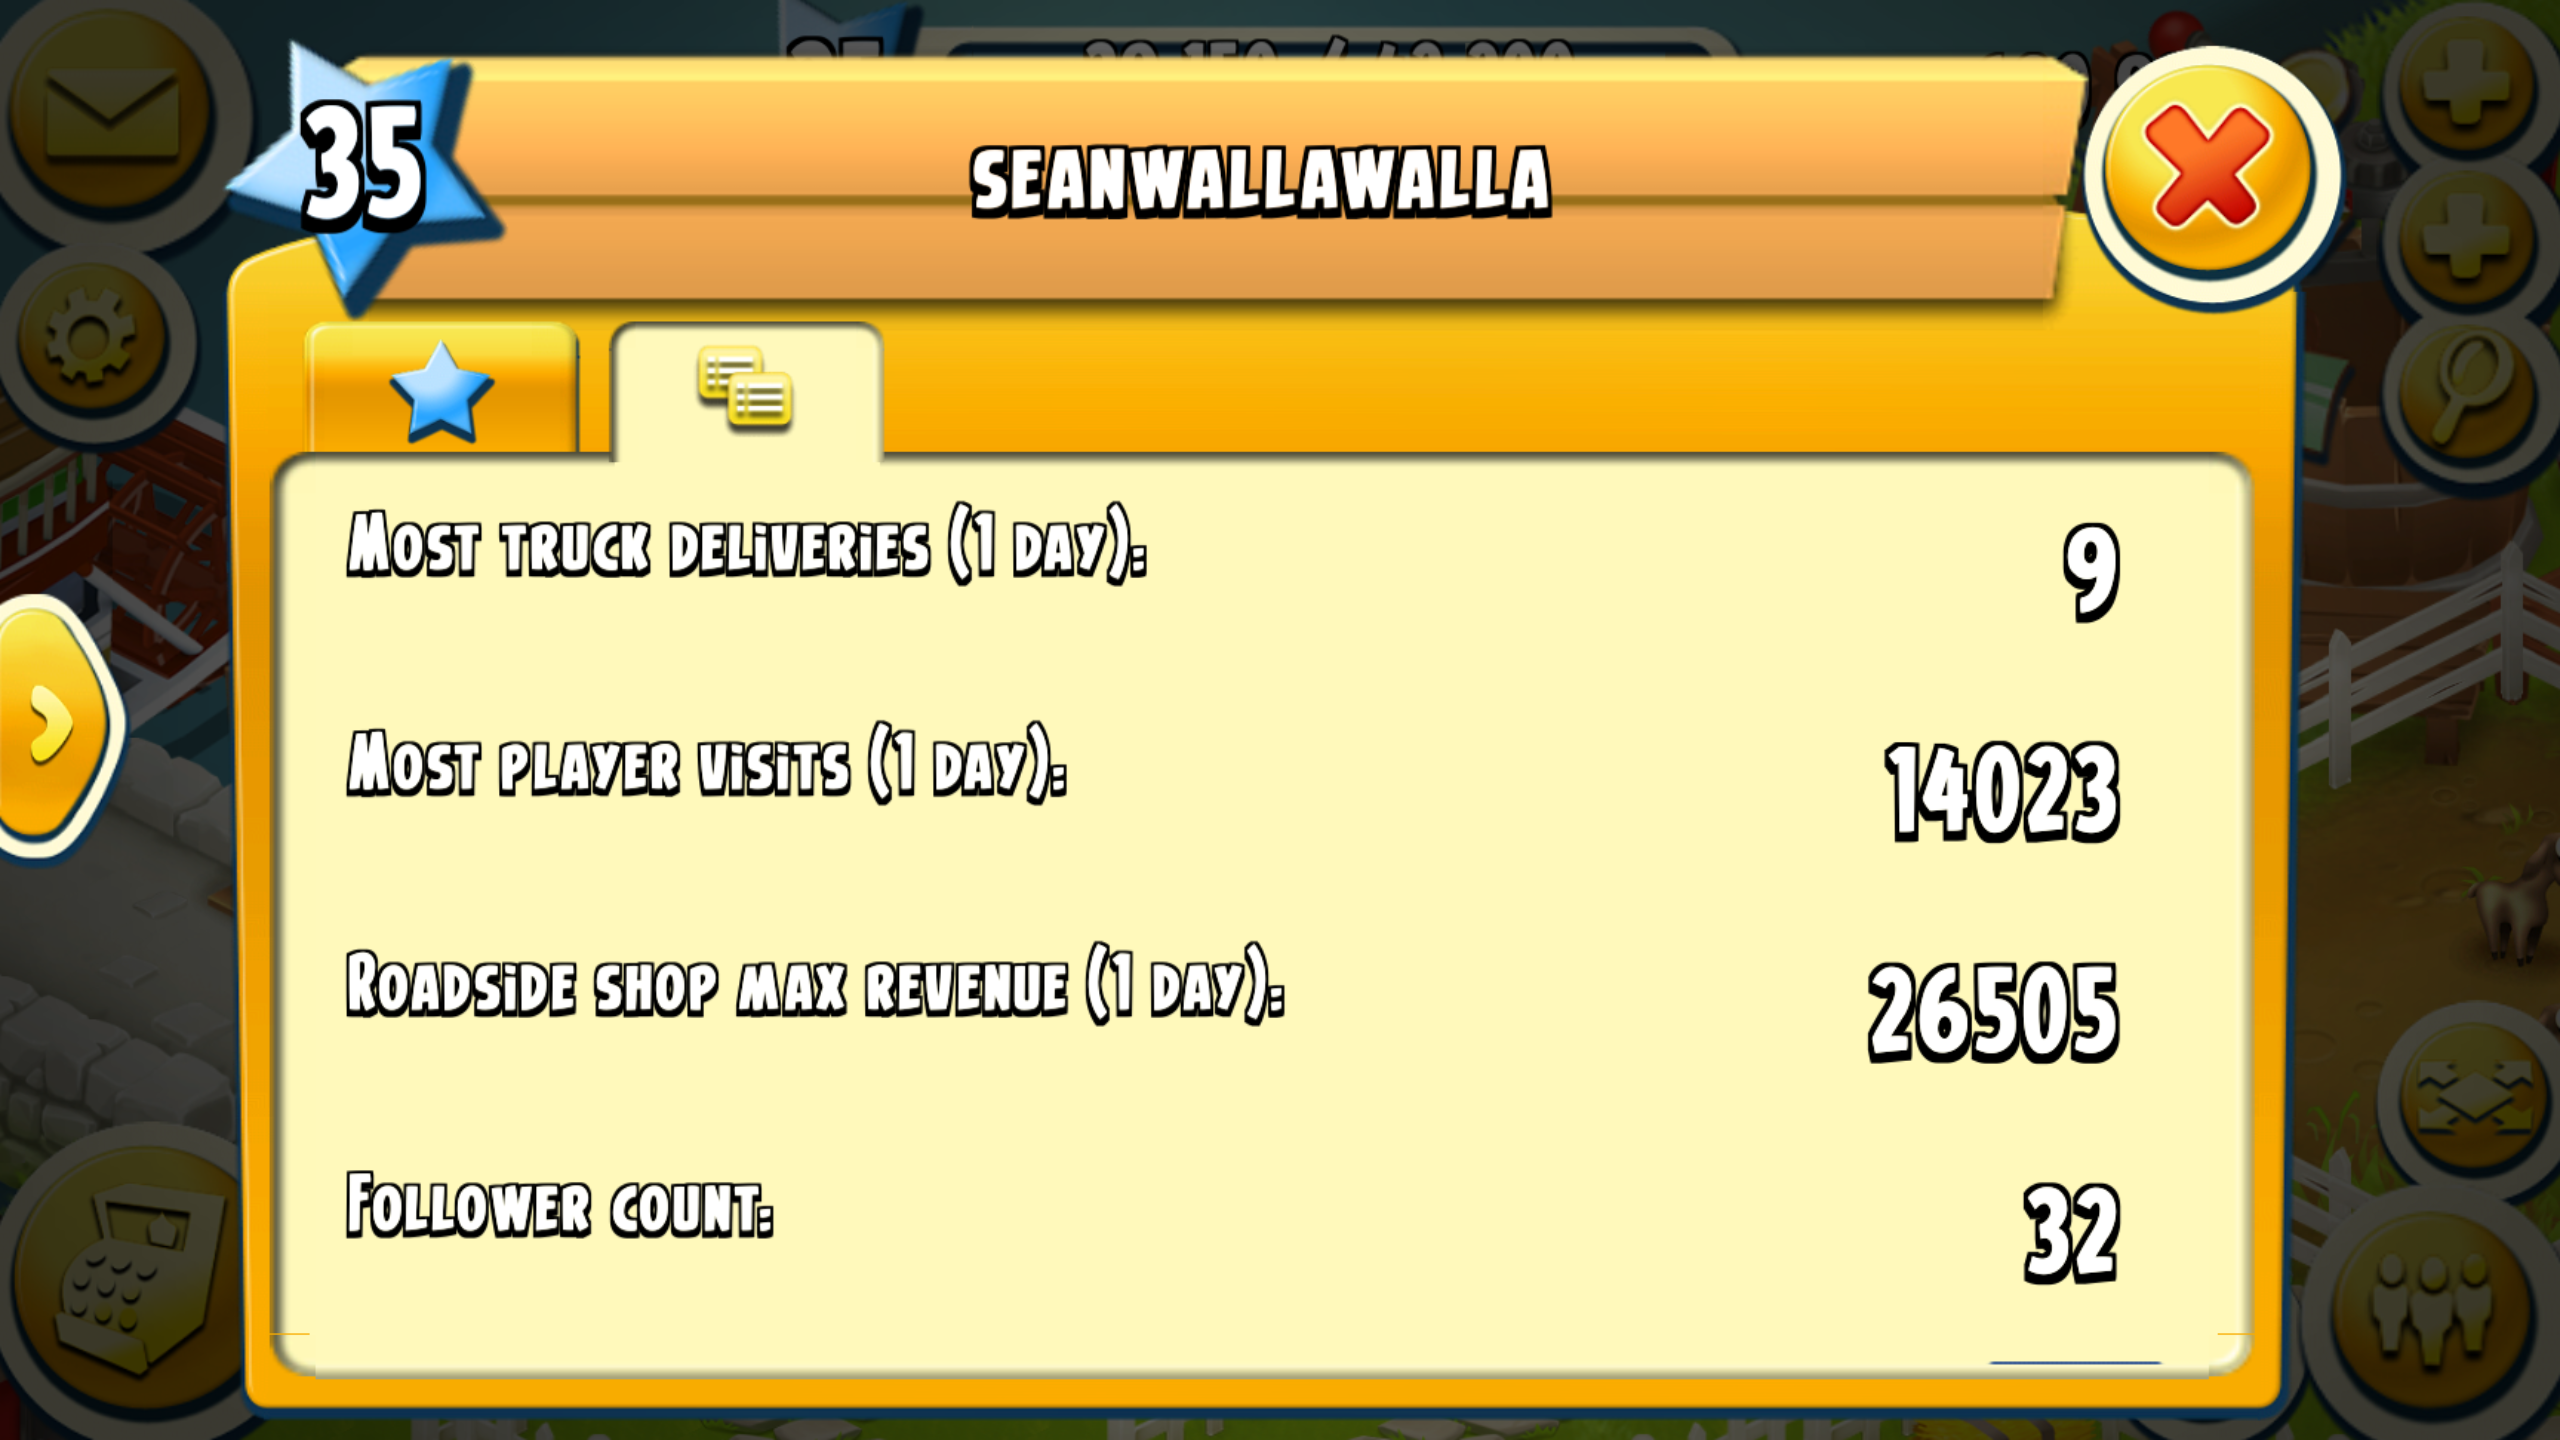 35
SEANWALLAWALLA
Most truck deliveries (1 day): 9
Most player visits (1 day): 14023
Roadside shop max revenue (1 day): 26505
Follower count: 32